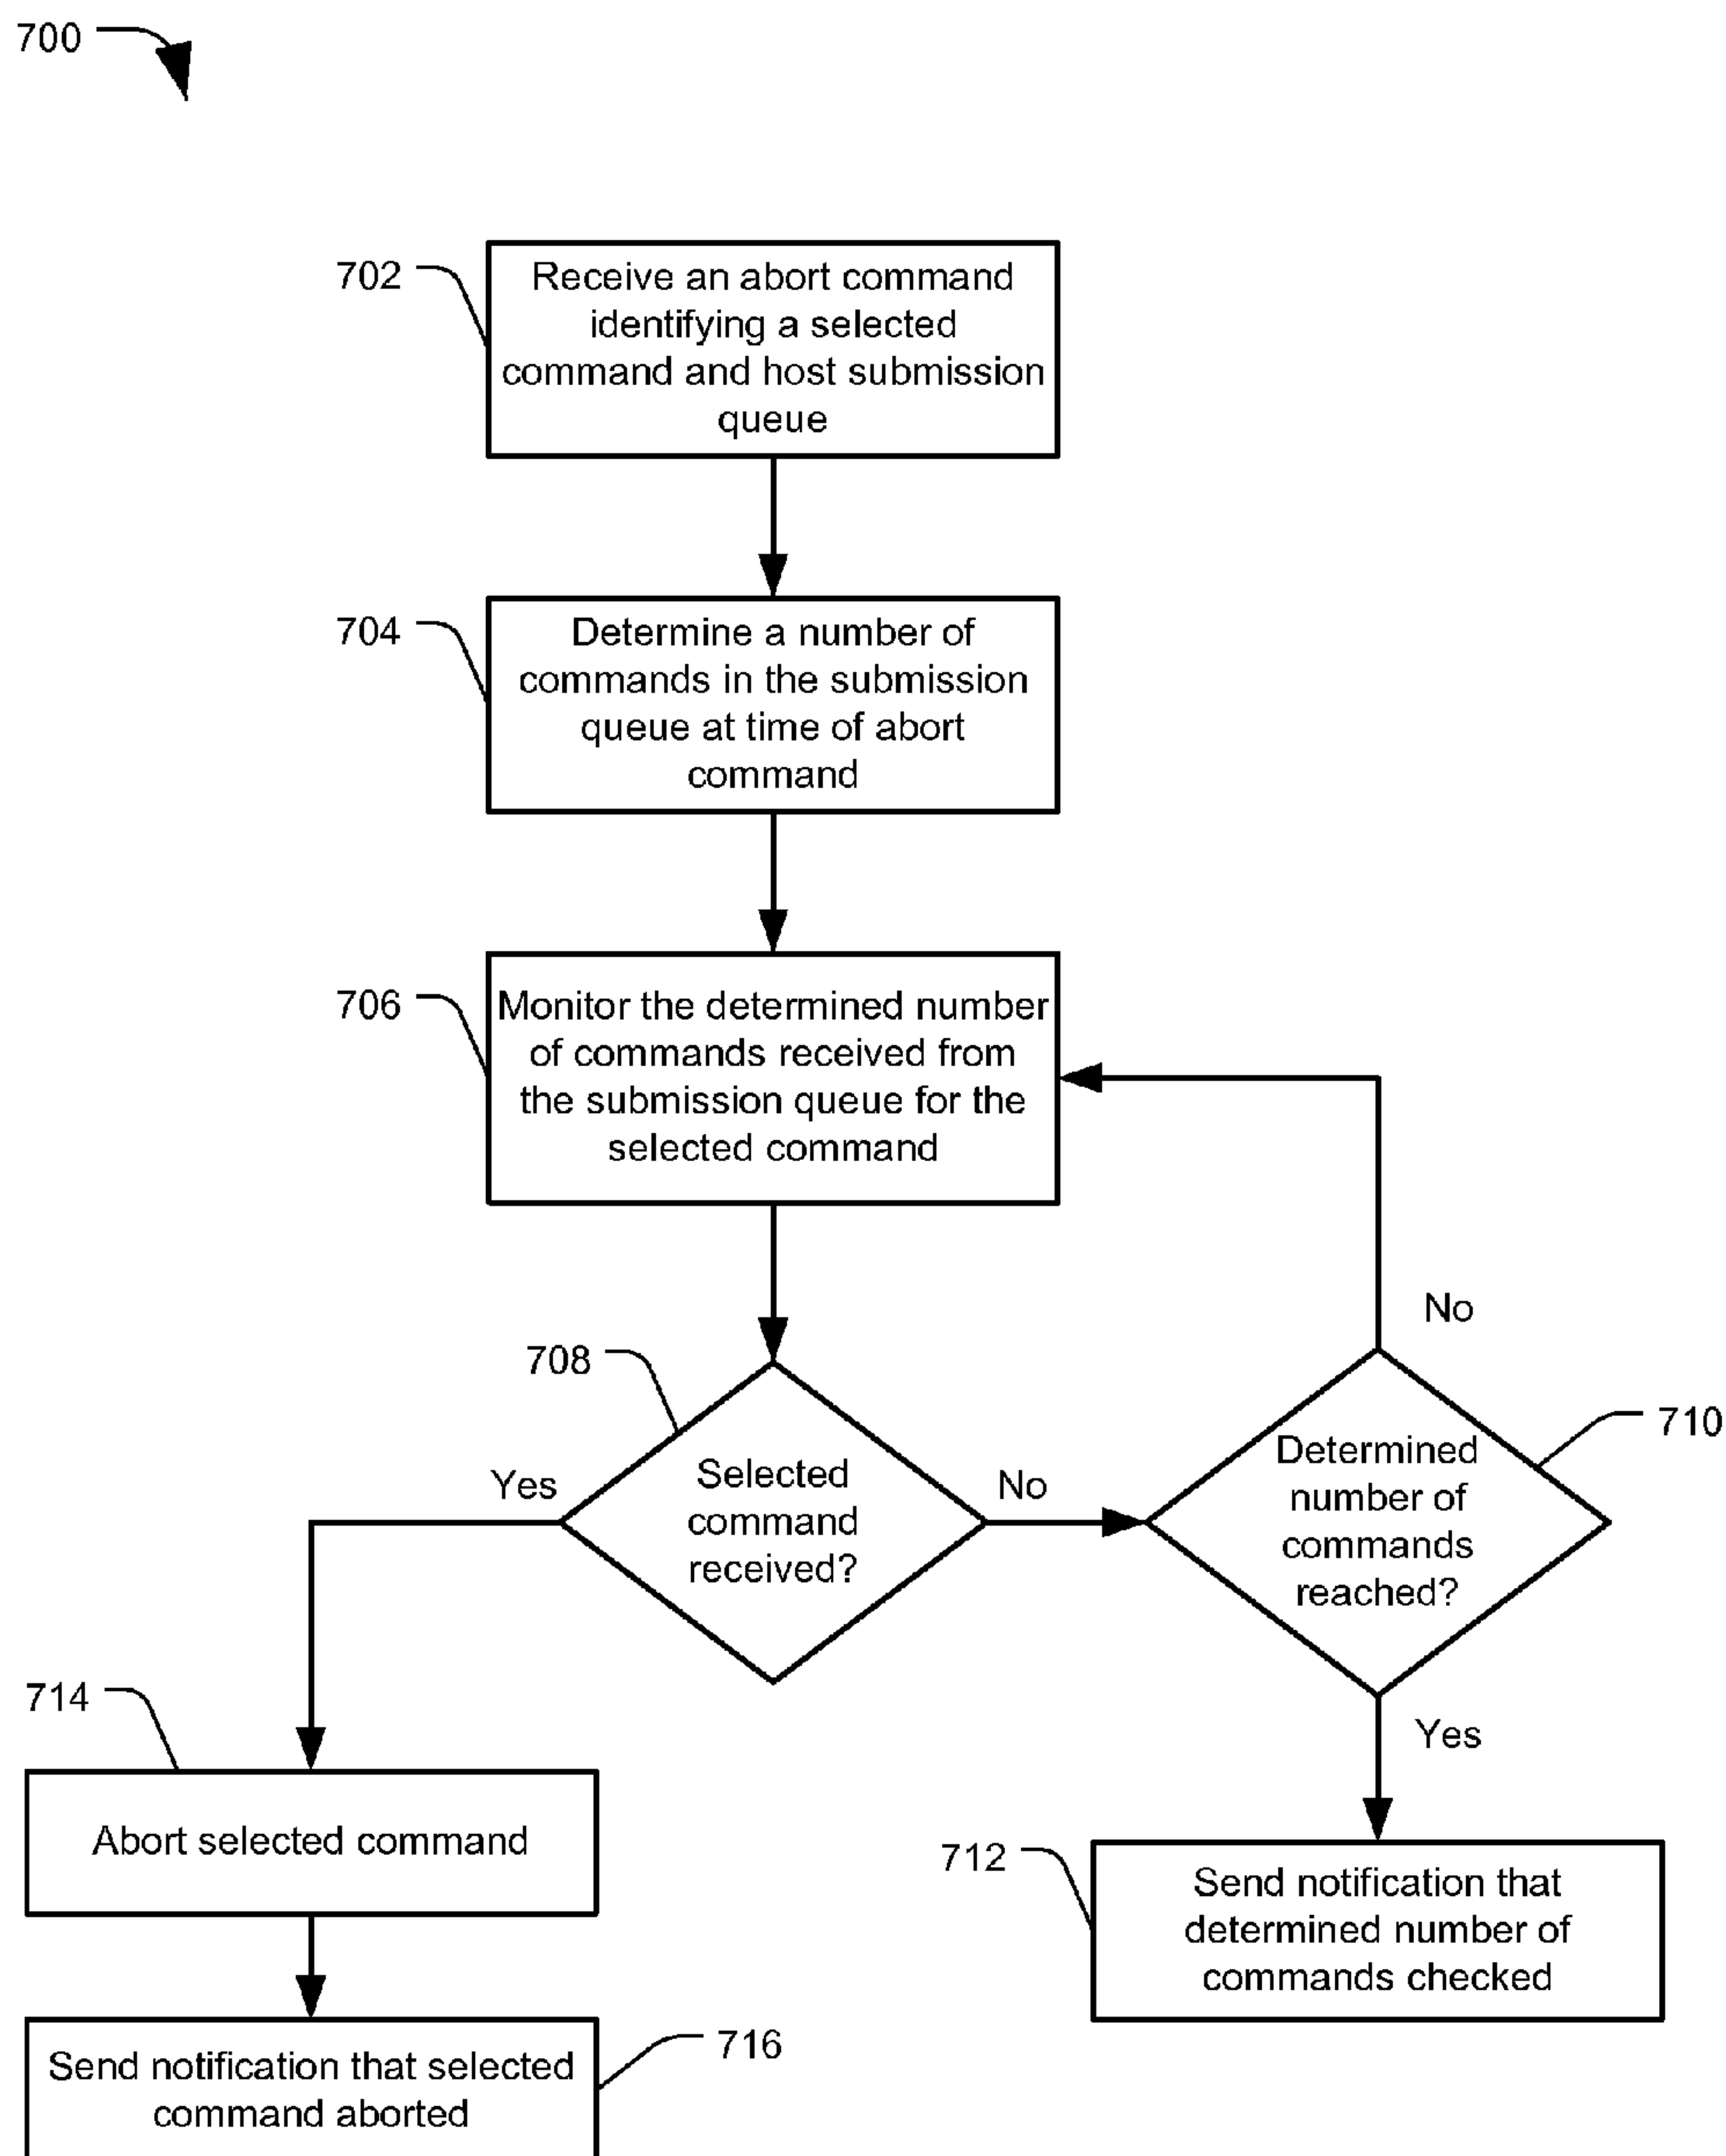 700
702
Receive an abort command
identifying a selected
command and host submission
queue
704
Determine a number of
commands in the submission
queue at time of abort
command
706
Monitor the determined number
of commands received from
the submission queue for the
selected command
No
708
710
Selected
command
received?
Yes
No
Determined
number of
commands
reached?
Yes
714
Abort selected command
712
Send notification that
determined number of
commands checked
716
Send notification that selected
command aborted